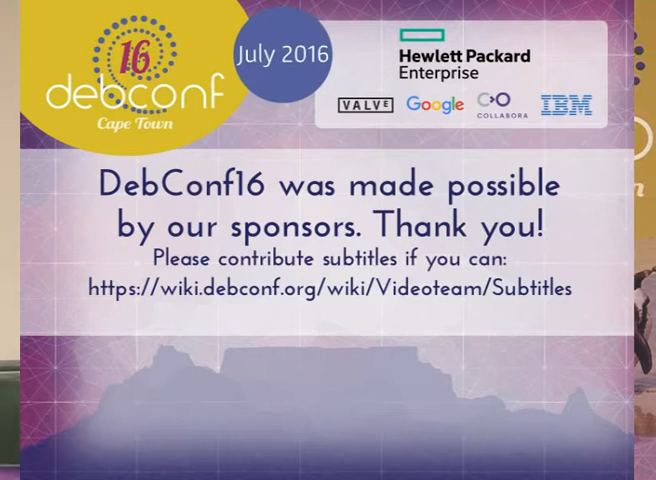 16
debconf
Cape Town
July 2016
Hewlett Packard
Enterprise
VALVE
Google
COLLABORA
IBM
DebConf16 was made possible
by our sponsors. Thank you!
Please contribute subtitles if you can:
https://wiki.debconf.org/wiki/Videoteam/Subtitles